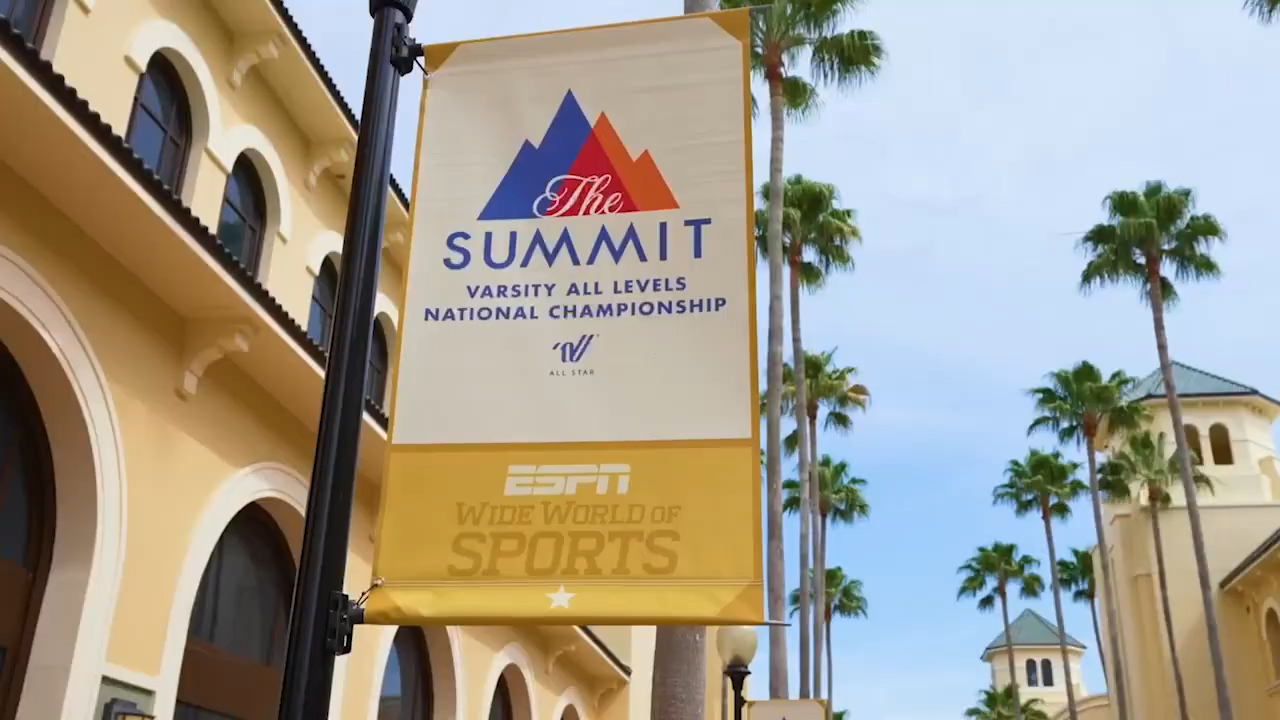 The
SUMMIT
VARSITY ALL LEVELS
NATIONAL CHAMPIONSHIP
ALL STAR
ESPN
WIDE WORLD OF
SPORTS